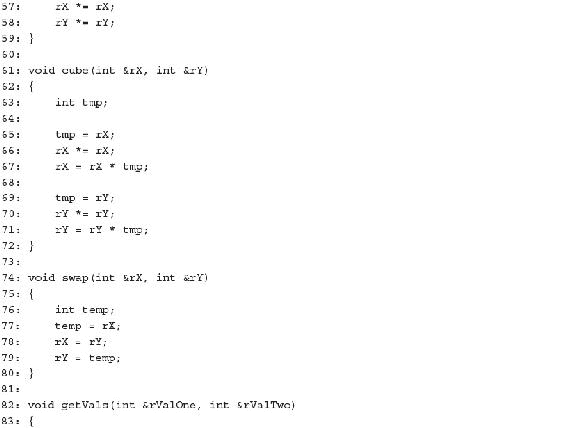 57:     rX *= rX;
58:     rY *= rY;
59: }
60:
61: void cube(int &rX, int &rY)
62: {
63:     int tmp;
64:
65:     tmp = rX;
66:     rX *= rX;
67:     rX = rX * tmp;
68:
69:     tmp = rY;
70:     rY *= rY;
71:     rY = rY * tmp;
72: }
73:
74: void swap(int &rX, int &rY)
75: {
76:     int temp;
77:     temp = rX;
78:     rX = rY;
79:     rY = temp;
80: }
81:
82: void getVals(int &rValOne, int &rValTwo)
83: {